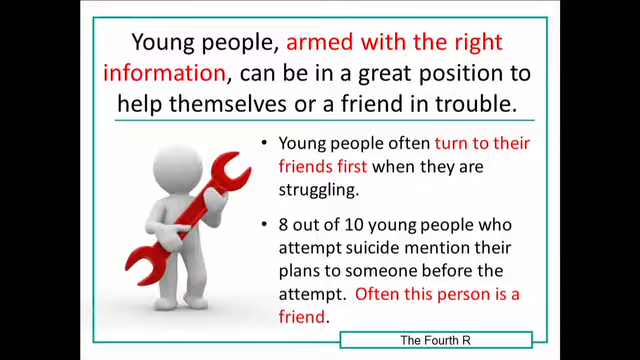 Young people, armed with the right
information, can be in a great position to
help themselves or a friend in trouble.
• Young people often turn to their
friends first when they are
struggling.
• 8 out of 10 young people who
attempt suicide mention their
plans to someone before the
attempt. Often this person is a
friend.
The Fourth R